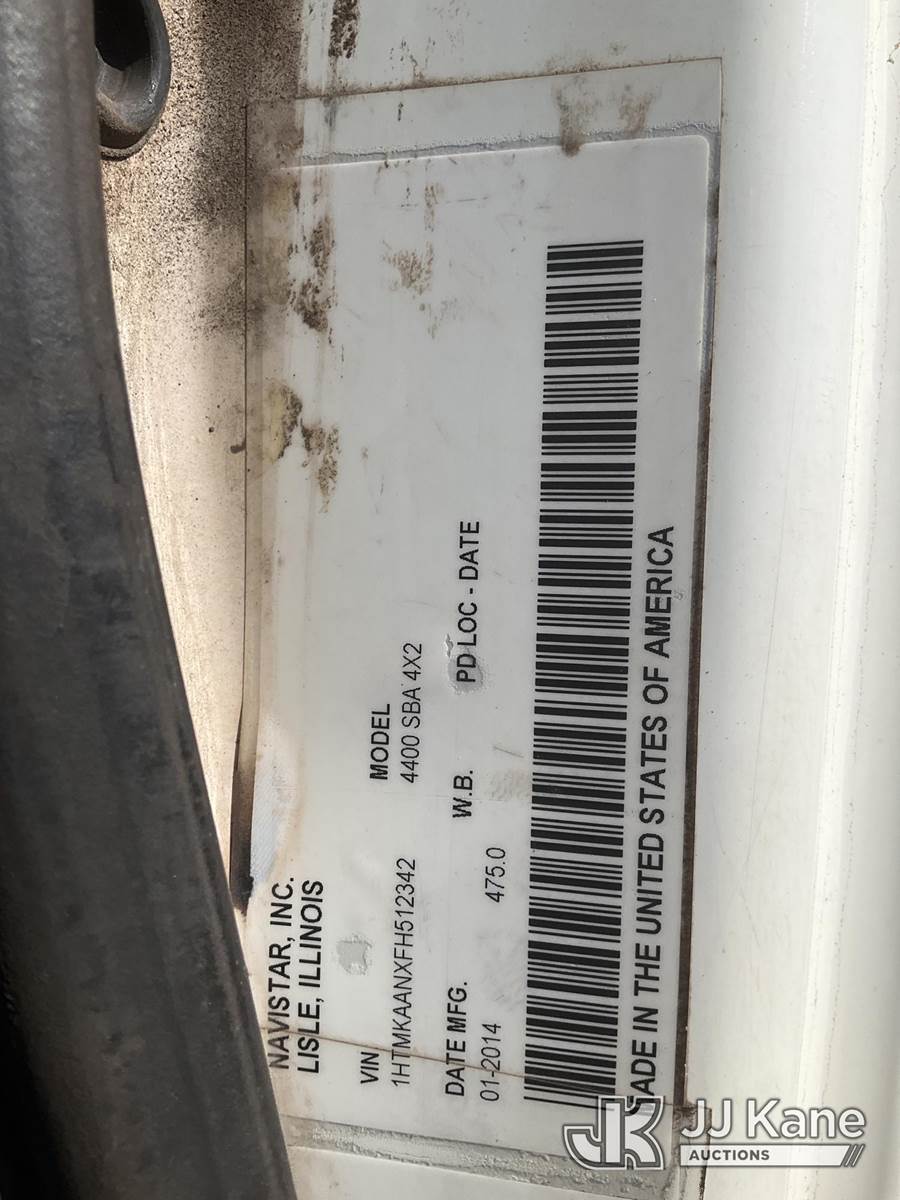 NAVISTAR, INC.
LISLE, ILLINOIS
VIN
1HTMKAANXFH512342
MODEL
4400 SBA 4X2
DATE MFG.
01-2014
W.B.
475.0
PD LOC - DATE
MADE IN THE UNITED STATES OF AMERICA
JK JJ Kane
AUCTIONS